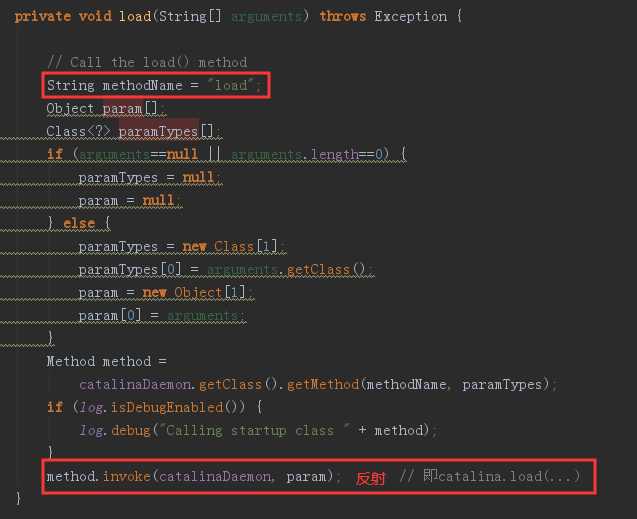 private void load(String[] arguments) throws Exception {
// Call the load() method
String methodName = "load";
Object param[];
Class<?> paramTypes[];
if (arguments==null || arguments.length==0) {
paramTypes = null;
param = null;
} else {
paramTypes = new Class[1];
paramTypes[0] = arguments.getClass();
param = new Object[1];
param[0] = arguments;
}
Method method =
catalinaDaemon.getClass().getMethod(methodName, paramTypes);
if (log.isDebugEnabled()) {
log.debug("Calling startup class " + method);
}
method.invoke(catalinaDaemon, param); 反射 // 即catalina.load(...)
}